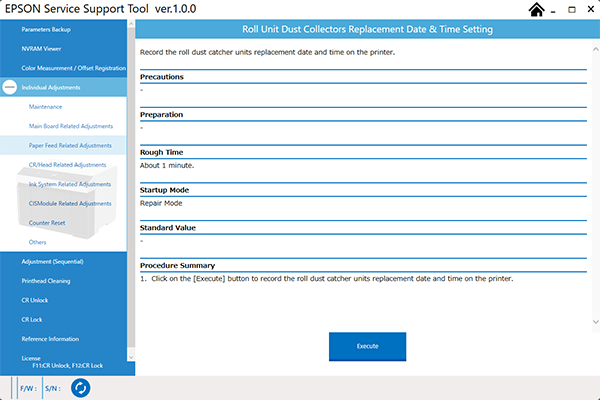 EPSON Service Support Tool ver.1.0.0
Parameters Backup
NVRAM Viewer
Color Measurement / Offset Registration
Individual Adjustments
Maintenance
Main Board Related Adjustments
Paper Feed Related Adjustments
CR/Head Related Adjustments
Ink System Related Adjustments
CISModule Related Adjustments
Counter Reset
Others
Adjustment (Sequential)
Printhead Cleaning
CR Unlock
CR Lock
Reference Information
License
F11:CR Unlock, F12:CR Lock
Roll Unit Dust Collectors Replacement Date & Time Setting
Record the roll dust catcher units replacement date and time on the printer.
Precautions
-
Preparation
-
Rough Time
About 1 minute.
Startup Mode
Repair Mode
Standard Value
-
Procedure Summary
1. Click on the [Execute] button to record the roll dust catcher units replacement date and time on the printer.
Execute
F/W : S/N :